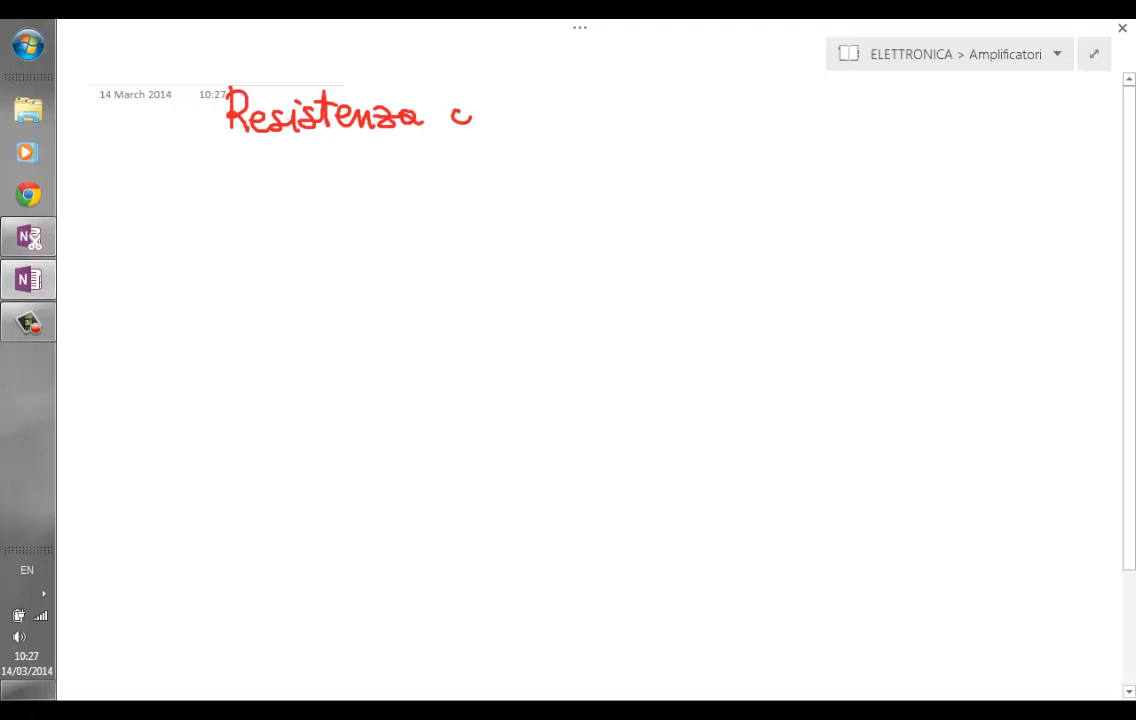 ELETTRONICA > Amplificatori
14 March 2014 10:27
Resistenza
EN
10:27
14/03/2014